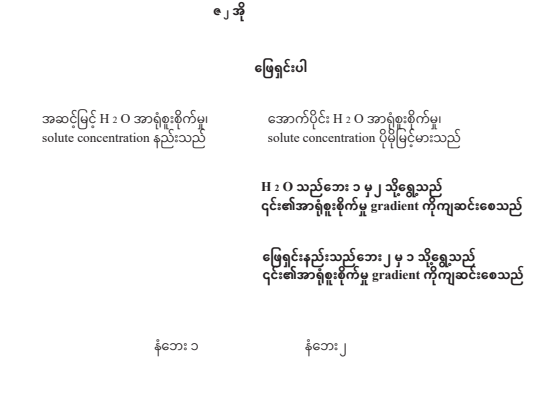 ဇ ၂ အို
ဖြေရှင်းပါ
အဆင့်မြင့် H 2 O အာရုံစူးစိုက်မှု၊
solute concentration နည်းသည်
အောက်ပိုင်း H 2 O အာရုံစူးစိုက်မှု၊
solute concentration ပိုမိုမြင့်မားသည်
H 2 O သည်ဘေး ၁ မှ ၂ သို့ရွေ့သည်
၎င်း၏အာရုံစူးစိုက်မှု gradient ကိုကျဆင်းစေသည်
ဖြေရှင်းနည်းသည်ဘေး ၂ မှ ၁ သို့ရွေ့သည်
၎င်း၏အာရုံစူးစိုက်မှု gradient ကိုကျဆင်းစေသည်
နံဘေး ၁
နံဘေး ၂